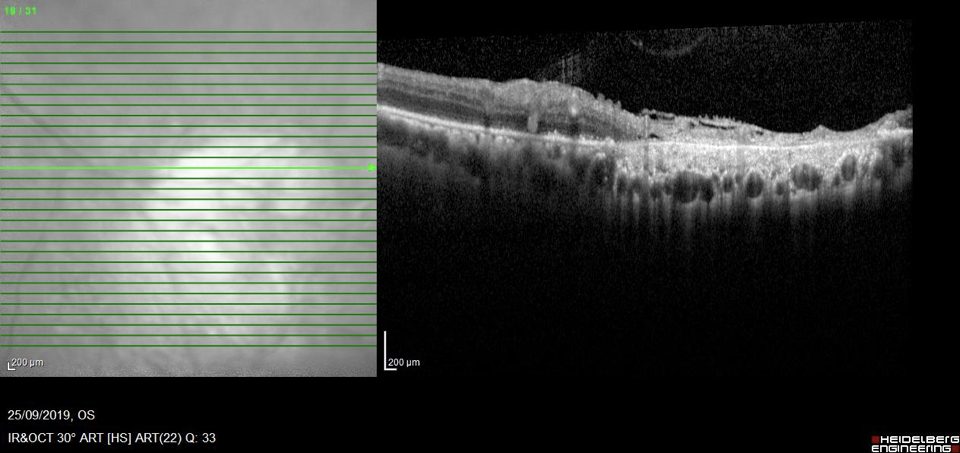 19 / 31
200 µm
200 µm
25/09/2019, OS
IR&OCT 30° ART [HS] ART(22) Q: 33
HEIDELBERG
ENGINEERING